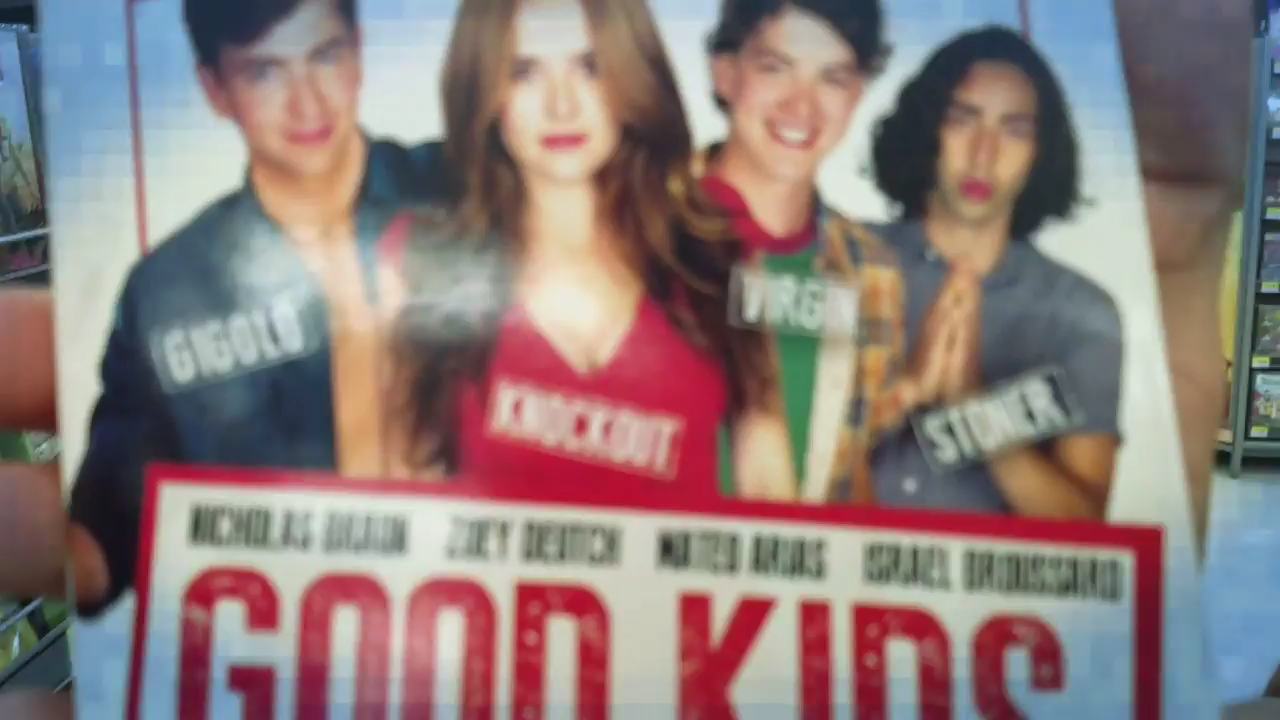 GIGOLO
KNOCKOUT
VIRGIN
STONER
NICHOLAS BRAUN ZOEY DEUTCH MATEO ARIAS ISRAEL BROUSSARD
GOOD KIDS